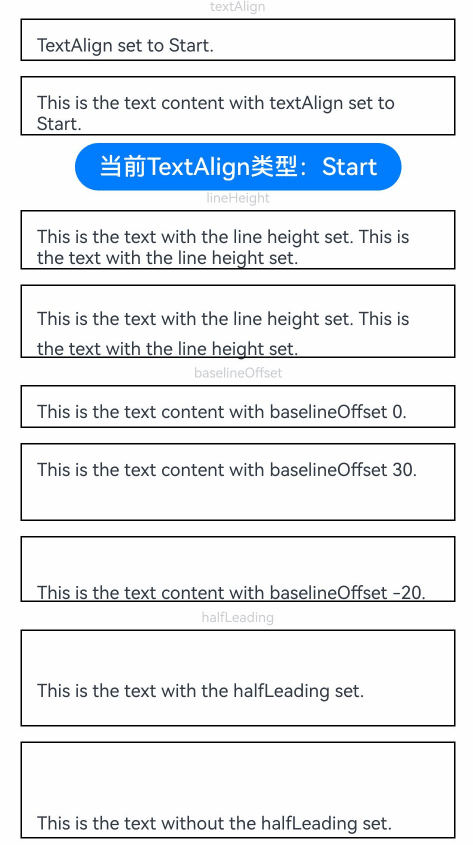 textAlign
TextAlign set to Start.
This is the text content with textAlign set to
Start.
当前TextAlign类型：Start
lineHeight
This is the text with the line height set. This is
the text with the line height set.
This is the text with the line height set. This is
the text with the line height set.
baselineOffset
This is the text content with baselineOffset 0.
This is the text content with baselineOffset 30.
This is the text content with baselineOffset -20.
halfLeading
This is the text with the halfLeading set.
This is the text without the halfLeading set.